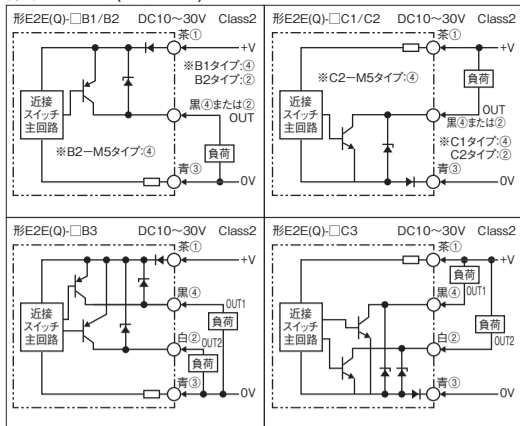 形E2E(Q)-□B1/B2 DC10～30V Class2
茶①
+V
※B1タイプ:④
B2タイプ:②
近接
スイッチ
主回路
黒④または②
OUT
負荷
※B2－M5タイプ:④
青③
0V
形E2E(Q)-□C1/C2 DC10～30V Class2
茶①
+V
※C2－M5タイプ:④
負荷
近接
スイッチ
主回路
OUT
黒④または②
※C1タイプ:④
C2タイプ:②
青③
0V
形E2E(Q)-□B3 DC10～30V Class2
茶①
+V
黒④
OUT1
近接
スイッチ
主回路
負荷
白②
OUT2
負荷
青③
0V
形E2E(Q)-□C3 DC10～30V Class2
茶①
+V
負荷
黒④
OUT1
近接
スイッチ
主回路
負荷
白②
OUT2
青③
0V